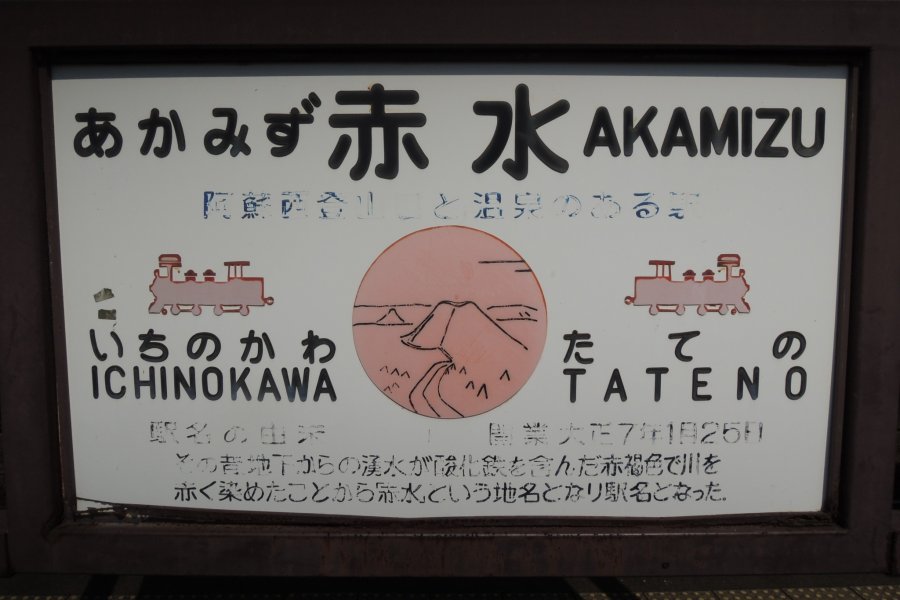 あかみず 赤水 AKAMIZU
阿蘇西登山口と温泉のある駅
いちのかわ たての
ICHINOKAWA TATENO
駅名の由来 開業大正7年1月25日
その昔地下からの湧水が酸化鉄を含んだ赤褐色で川を
赤く染めたことから「赤水」という地名となり駅名となった。